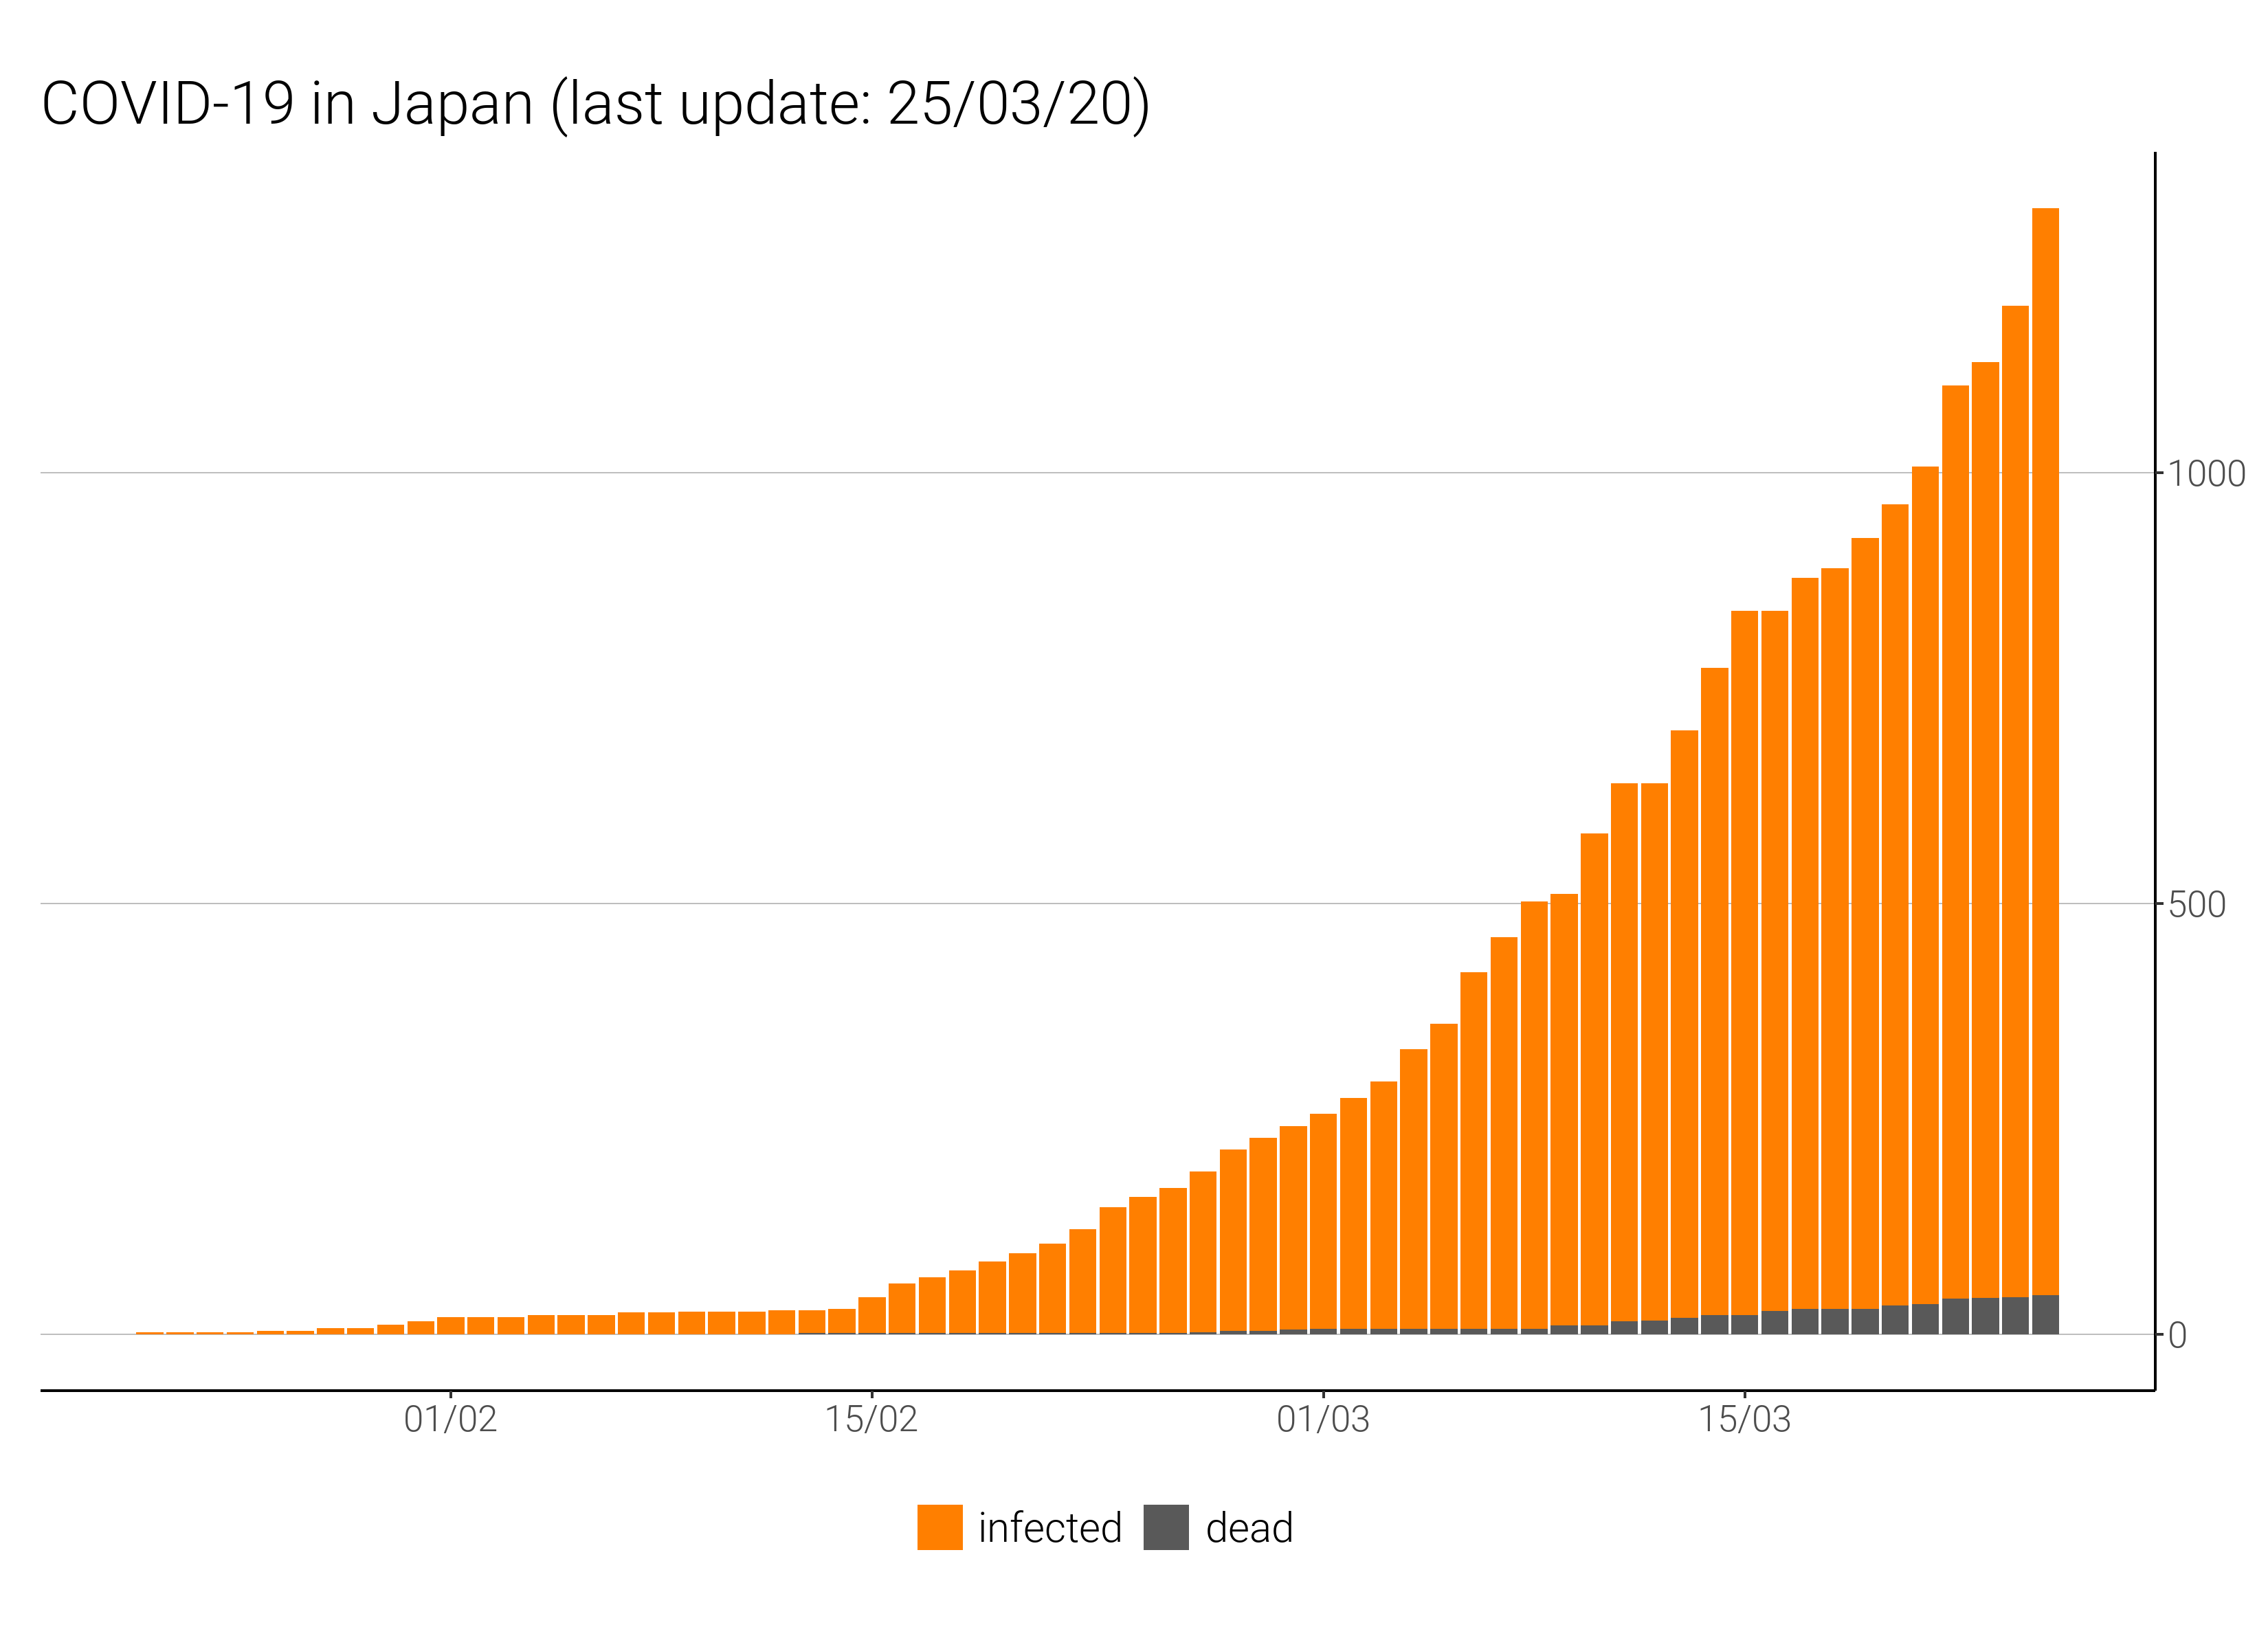 COVID-19 in Japan (last update: 25/03/20)
1000
500
0
01/02 15/02 01/03 15/03
infected dead